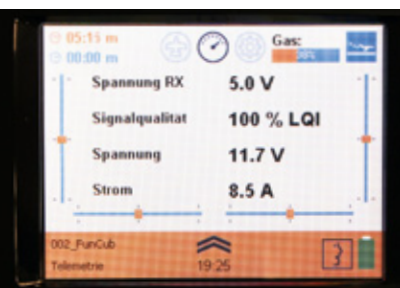 05:15 m
Gas:
00:00 m
Spannung RX 5.0 V
Signalqualitat 100 % LQI
Spannung 11.7 V
Strom 8.5 A
002_FunCub
Telemetrie 19:25